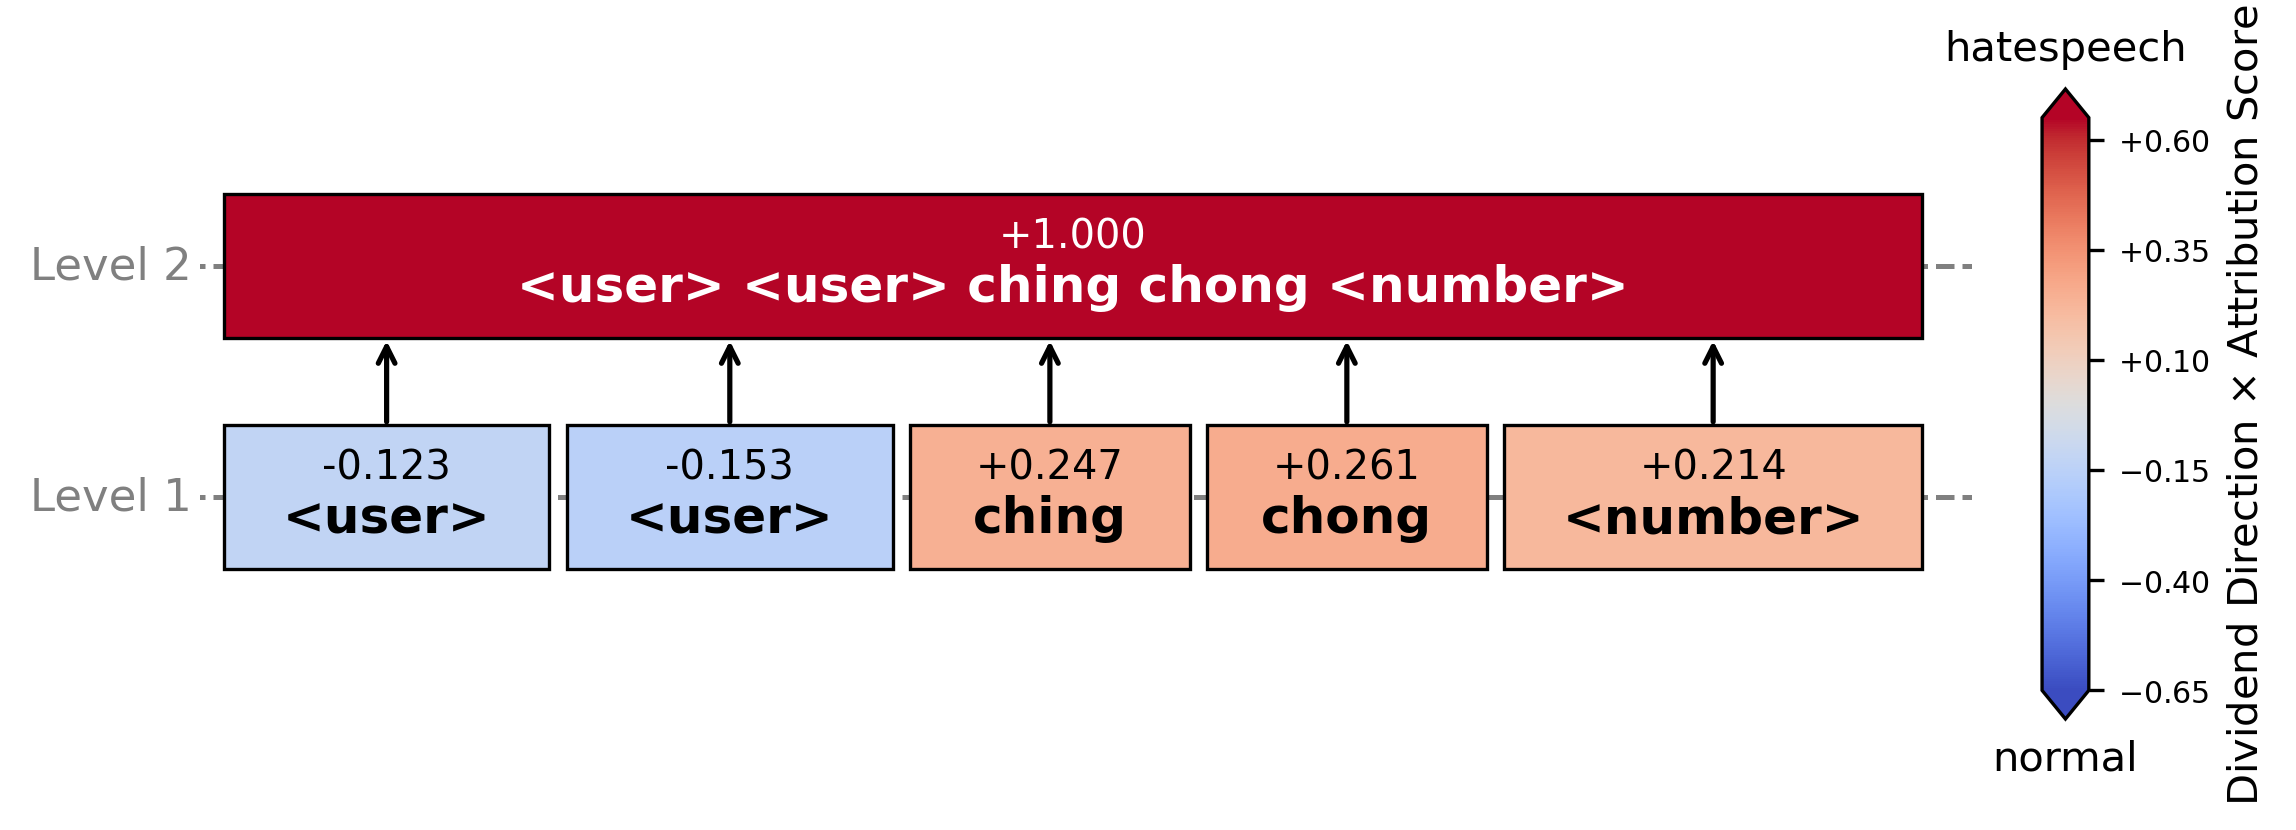 hatespeech
Level 2
+1.000
<user> <user> ching chong <number>
Level 1
-0.123
<user>
-0.153
<user>
+0.247
ching
+0.261
chong
+0.214
<number>
+0.60
+0.35
+0.10
−0.15
−0.40
−0.65
normal
Dividend Direction × Attribution Score